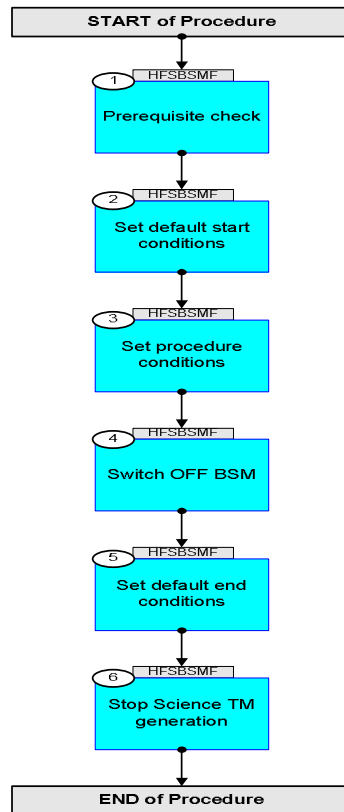 START of Procedure
HFSBSMF
1
Prerequisite check
HFSBSMF
2
Set default start
conditions
HFSBSMF
3
Set procedure
conditions
HFSBSMF
4
Switch OFF BSM
HFSBSMF
5
Set default end
conditions
HFSBSMF
6
Stop Science TM
generation
END of Procedure